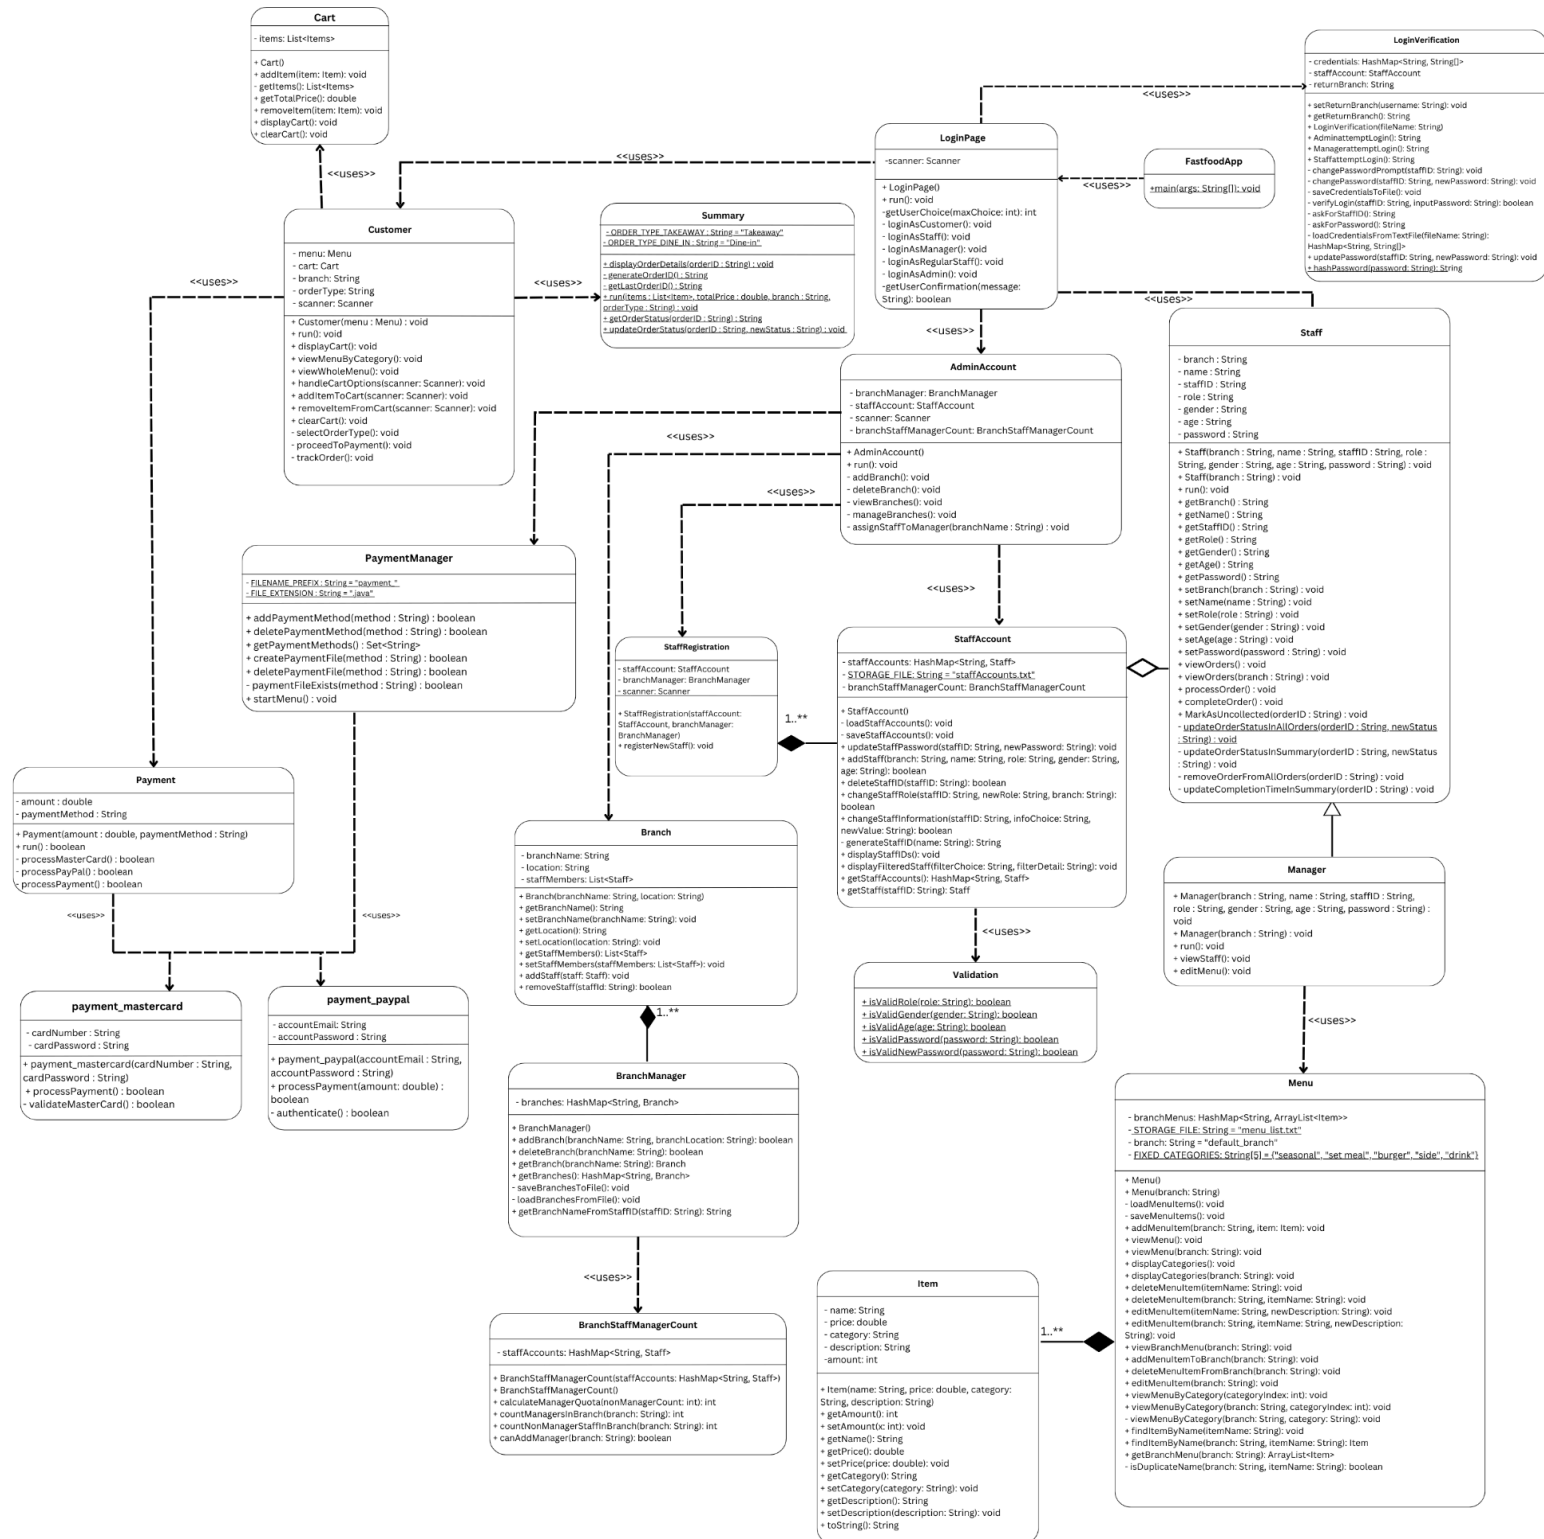 Cart
- items: List<Items>
+ Cart()
+ addItem(item: Item): void
- getItems(): List<Items>
+ getTotalPrice(): double
+ removeItem(item: Item): void
+ displayCart(): void
+ clearCart(): void
<<uses>>
<<uses>>
LoginVerification
- credentials: HashMap<String, String[]>
- staffAccount: StaffAccount
- returnBranch: String
+ setReturnBranch(username: String): void
+ getReturnBranch(): String
+ LoginVerification(fileName: String)
+ AdminattemptLogin(): String
+ ManagerattemptLogin(): String
+ StaffattemptLogin(): String
- changePasswordPrompt(staffID: String): void
- changePassword(staffID: String, newPassword: String): void
- saveCredentialsToFile(): void
- verifyLogin(staffID: String, inputPassword: String): boolean
- askForStaffID(): String
- askForPassword(): String
- loadCredentialsFromTextFile(fileName: String):
HashMap<String, String[]>
+ updatePassword(staffID: String, newPassword: String): void
+ hashPassword(password: String): String
<<uses>>
LoginPage
-scanner: Scanner
+ LoginPage()
+ run(): void
-getUserChoice(maxChoice: int): int
- loginAsCustomer(): void
- loginAsStaff(): void
- loginAsManager(): void
- loginAsRegularStaff(): void
- loginAsAdmin(): void
-getUserConfirmation(message:
String): boolean
FastfoodApp
+main(args: String[]): void
<<uses>>
<<uses>>
<<uses>>
Customer
- menu: Menu
- cart: Cart
- branch: String
- orderType: String
- scanner: Scanner
+ Customer(menu : Menu) : void
+ run(): void
+ displayCart(): void
+ viewMenuByCategory(): void
+ viewWholeMenu(): void
+ handleCartOptions(scanner: Scanner): void
+ addItemToCart(scanner: Scanner): void
+ removeItemFromCart(scanner: Scanner): void
+ clearCart(): void
- selectOrderType(): void
- proceedToPayment(): void
- trackOrder(): void
<<uses>>
<<uses>>
Summary
- ORDER_TYPE_TAKEAWAY : String = "Takeaway"
- ORDER_TYPE_DINE_IN : String = "Dine-in"
+ displayOrderDetails(orderID : String) : void
- generateOrderID() : String
- getLastOrderID() : String
+ run(items : List<Item>, totalPrice : double, branch : String,
orderType : String) : void
+ getOrderStatus(orderID : String) : String
+ updateOrderStatus(orderID : String, newStatus : String) : void
AdminAccount
- branchManager: BranchManager
- staffAccount: StaffAccount
- scanner: Scanner
- branchStaffManagerCount: BranchStaffManagerCount
+ AdminAccount()
+ run(): void
- addBranch(): void
- deleteBranch(): void
- viewBranches(): void
- manageBranches(): void
- assignStaffToManager(branchName : String) : void
<<uses>>
<<uses>>
<<uses>>
Staff
- branch : String
- name : String
- staffID : String
- role : String
- gender : String
- age : String
- password : String
+ Staff(branch : String, name : String, staffID : String, role :
String, gender : String, age : String, password : String) : void
+ Staff(branch : String) : void
+ run(): void
+ getBranch() : String
+ getName() : String
+ getStaffID() : String
+ getRole() : String
+ getGender() : String
+ getAge() : String
+ getPassword() : String
+ setBranch(branch : String) : void
+ setName(name : String) : void
+ setRole(role : String) : void
+ setGender(gender : String) : void
+ setAge(age : String) : void
+ setPassword(password : String) : void
+ viewOrders() : void
+ viewOrders(branch : String) : void
+ processOrder() : void
+ completeOrder() : void
+ MarkAsUncollected(orderID : String) : void
- updateOrderStatusInAllOrders(orderID : String, newStatus
: String) : void
- updateOrderStatusInSummary(orderID : String, newStatus
: String) : void
- removeOrderFromAllOrders(orderID : String) : void
- updateCompletionTimeInSummary(orderID : String) : void
PaymentManager
- FILENAME_PREFIX : String = "payment_"
- FILE_EXTENSION : String = ".java"
+ addPaymentMethod(method : String) : boolean
+ deletePaymentMethod(method : String) : boolean
+ getPaymentMethods() : Set<String>
+ createPaymentFile(method : String) : boolean
+ deletePaymentFile(method : String) : boolean
- paymentFileExists(method : String) : boolean
+ startMenu() : void
StaffRegistration
- staffAccount: StaffAccount
- branchManager: BranchManager
- scanner: Scanner
+ StaffRegistration(staffAccount:
StaffAccount, branchManager:
BranchManager)
+ registerNewStaff(): void
1..**
StaffAccount
- staffAccounts: HashMap<String, Staff>
- STORAGE_FILE: String = "staffAccounts.txt"
- branchStaffManagerCount: BranchStaffManagerCount
+ StaffAccount()
- loadStaffAccounts(): void
- saveStaffAccounts(): void
+ updateStaffPassword(staffID: String, newPassword: String): void
+ addStaff(branch: String, name: String, role: String, gender: String,
age: String): boolean
+ deleteStaffID(staffID: String): boolean
+ changeStaffRole(staffID: String, newRole: String, branch: String):
boolean
+ changeStaffInformation(staffID: String, infoChoice: String,
newValue: String): boolean
- generateStaffID(name: String): String
+ displayStaffIDs(): void
+ displayFilteredStaff(filterChoice: String, filterDetail: String): void
+ getStaffAccounts(): HashMap<String, Staff>
+ getStaff(staffID: String): Staff
<<uses>>
Payment
- amount : double
- paymentMethod : String
+ Payment(amount : double, paymentMethod : String)
+ run() : boolean
- processMasterCard() : boolean
- processPayPal() : boolean
- processPayment() : boolean
<<uses>>
<<uses>>
Branch
- branchName: String
- location: String
- staffMembers: List<Staff>
+ Branch(branchName: String, location: String)
+ getBranchName(): String
+ setBranchName(branchName: String): void
+ getLocation(): String
+ setLocation(location: String): void
+ getStaffMembers(): List<Staff>
+ setStaffMembers(staffMembers: List<Staff>): void
+ addStaff(staff: Staff): void
+ removeStaff(staffId: String): boolean
1..**
Manager
+ Manager(branch : String, name : String, staffID : String,
role : String, gender : String, age : String, password : String) :
void
+ Manager(branch : String) : void
+ run(): void
+ viewStaff(): void
+ editMenu(): void
<<uses>>
Validation
+ isValidRole(role: String): boolean
+ isValidGender(gender: String): boolean
+ isValidAge(age: String): boolean
+ isValidPassword(password: String): boolean
+ isValidNewPassword(password: String): boolean
payment_mastercard
- cardNumber : String
- cardPassword : String
+ payment_mastercard(cardNumber : String,
cardPassword : String)
+ processPayment() : boolean
- validateMasterCard() : boolean
payment_paypal
- accountEmail: String
- accountPassword : String
+ payment_paypal(accountEmail : String,
accountPassword : String)
+ processPayment(amount: double) :
boolean
- authenticate() : boolean
BranchManager
- branches: HashMap<String, Branch>
+ BranchManager()
+ addBranch(branchName: String, branchLocation: String): boolean
+ deleteBranch(branchName: String): boolean
+ getBranch(branchName: String): Branch
+ getBranches(): HashMap<String, Branch>
- saveBranchesToFile(): void
- loadBranchesFromFile(): void
+ getBranchNameFromStaffID(staffID: String): String
<<uses>>
Menu
- branchMenus: HashMap<String, ArrayList<Item>>
- STORAGE_FILE: String = "menu_list.txt"
- branch: String = "default_branch"
- FIXED_CATEGORIES: String[5] = {"seasonal", "set meal", "burger", "side", "drink"}
+ Menu()
+ Menu(branch: String)
- loadMenuItems(): void
- saveMenuItems(): void
+ addMenuItem(branch: String, item: Item): void
+ viewMenu(): void
+ viewMenu(branch: String): void
+ displayCategories(): void
+ displayCategories(branch: String): void
+ deleteMenuItem(itemName: String): void
+ deleteMenuItem(branch: String, itemName: String): void
+ editMenuItem(itemName: String, newDescription: String): void
+ editMenuItem(branch: String, itemName: String, newDescription:
String): void
+ viewBranchMenu(branch: String): void
+ addMenuItemToBranch(branch: String): void
+ deleteMenuItemFromBranch(branch: String): void
+ editMenuItem(branch: String): void
+ viewMenuByCategory(categoryIndex: int): void
+ viewMenuByCategory(branch: String, categoryIndex: int): void
- viewMenuByCategory(branch: String, category: String): void
+ findItemByName(itemName: String): void
+ findItemByName(branch: String, itemName: String): Item
+ getBranchMenu(branch: String): ArrayList<Item>
- isDuplicateName(branch: String, itemName: String): boolean
Item
- name: String
- price: double
- category: String
- description: String
-amount: int
+ Item(name: String, price: double, category:
String, description: String)
+ getAmount(): int
+ setAmount(x: int): void
+ getName(): String
+ getPrice(): double
+ setPrice(price: double): void
+ getCategory(): String
+ setCategory(category: String): void
+ getDescription(): String
+ setDescription(description: String): void
+ toString(): String
1..**
BranchStaffManagerCount
- staffAccounts: HashMap<String, Staff>
+ BranchStaffManagerCount(staffAccounts: HashMap<String, Staff>)
+ BranchStaffManagerCount()
+ calculateManagerQuota(nonManagerCount: int): int
+ countManagersInBranch(branch: String): int
+ countNonManagerStaffInBranch(branch: String): int
+ canAddManager(branch: String): boolean